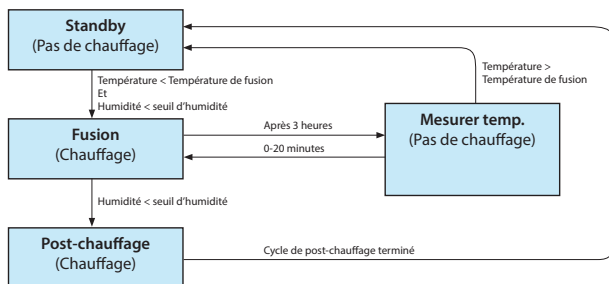 Standby
(Pas de chauffage)
Température < Température de fusion
Et
Humidité < seuil d'humidité
Température >
Température de fusion
Fusion
(Chauffage)
Après 3 heures
0-20 minutes
Mesurer temp.
(Pas de chauffage)
Humidité < seuil d'humidité
Post-chauffage
(Chauffage)
Cycle de post-chauffage terminé